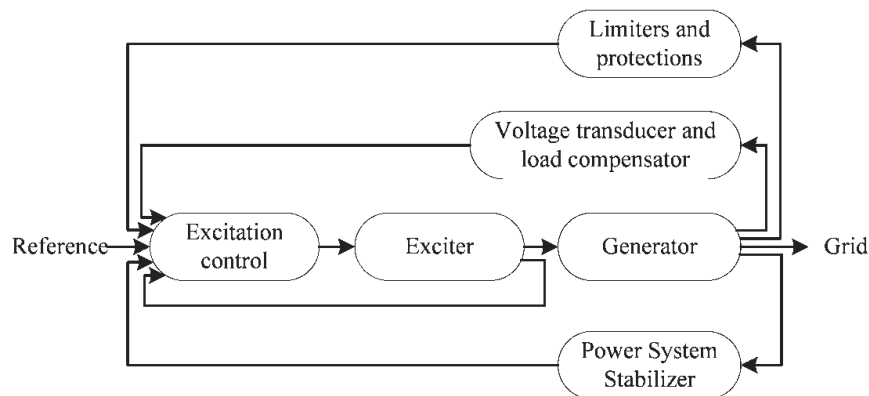 Limiters and
protections
Voltage transducer and
load compensator
Reference
Excitation
control
Exciter
Generator
Grid
Power System
Stabilizer